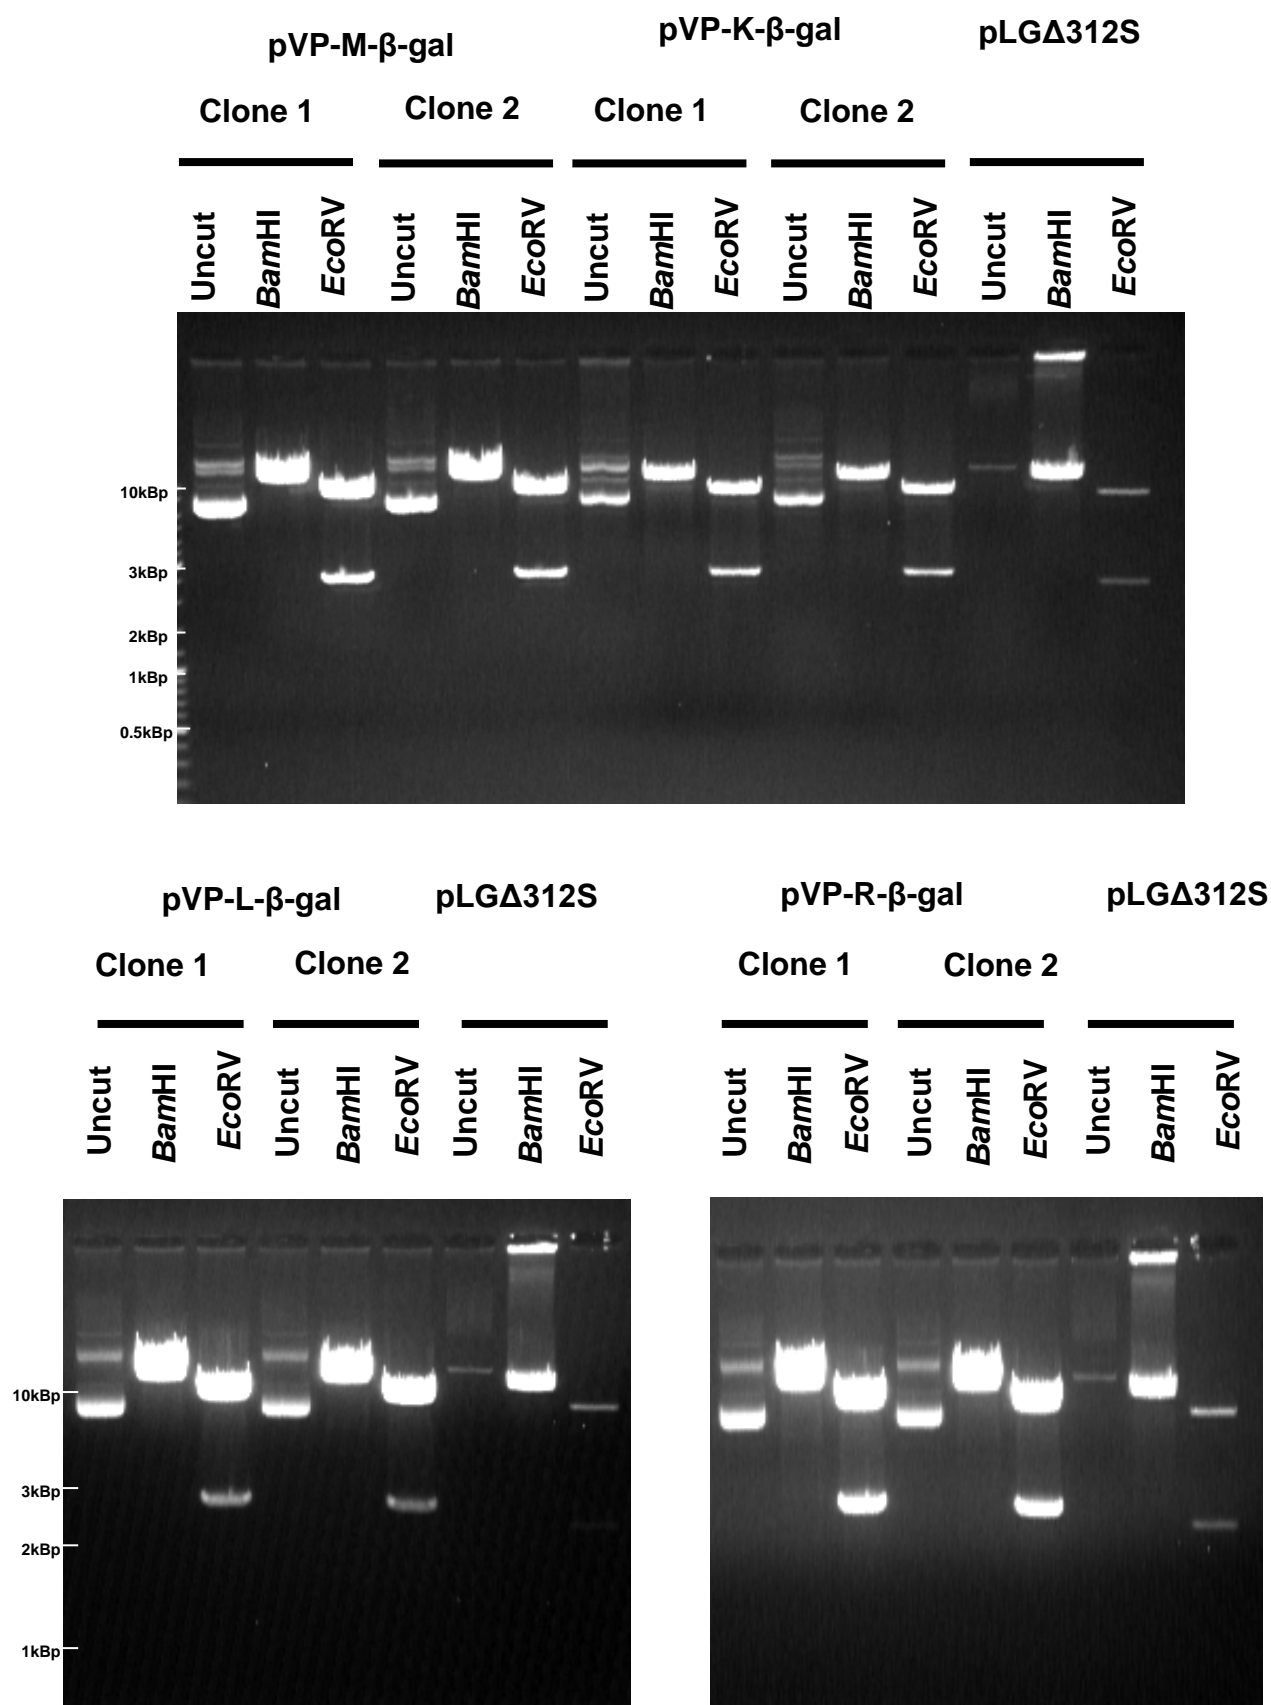 pVP-M-β-gal pVP-K-β-gal pLGΔ312S
Clone 1 Clone 2 Clone 1 Clone 2
Uncut BamHI EcoRV Uncut BamHI EcoRV Uncut BamHI EcoRV Uncut BamHI EcoRV Uncut BamHI EcoRV
10kBp
3kBp
2kBp
1kBp
0.5kBp
pVP-L-β-gal pLGΔ312S
Clone 1 Clone 2
Uncut BamHI EcoRV Uncut BamHI EcoRV Uncut BamHI EcoRV
10kBp
3kBp
2kBp
1kBp
pVP-R-β-gal pLGΔ312S
Clone 1 Clone 2
Uncut BamHI EcoRV Uncut BamHI EcoRV Uncut BamHI EcoRV